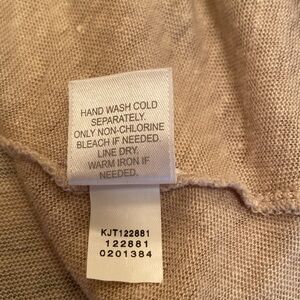 HAND WASH COLD
SEPARATELY.
ONLY NON-CHLORINE
BLEACH IF NEEDED.
LINE DRY.
WARM IRON IF
NEEDED.
KJT122881
122881
0201384